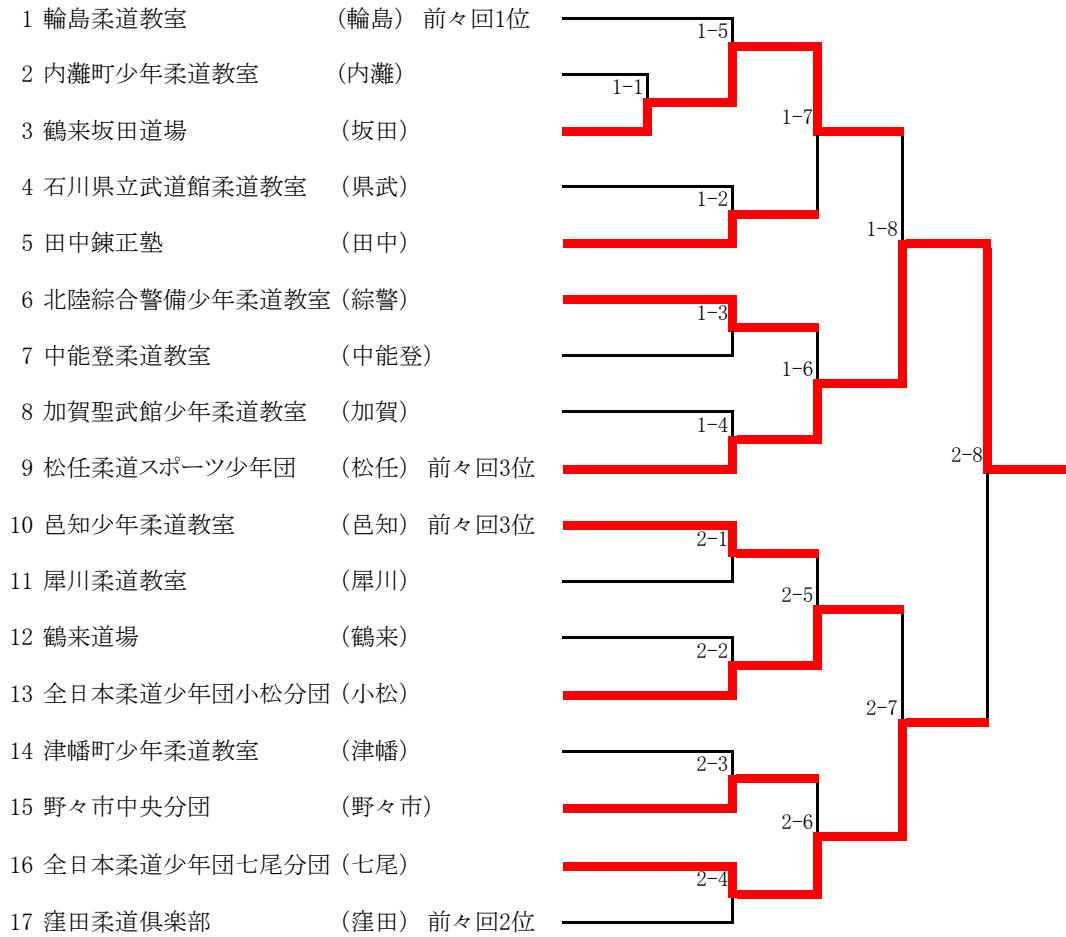 1 輪島柔道教室 (輪島) 前々回1位
1-5
2 内灘町少年柔道教室 (内灘)
1-1
3 鶴来坂田道場 (坂田)
1-7
4 石川県立武道館柔道教室 (県武)
1-2
5 田中錬正塾 (田中)
1-8
6 北陸綜合警備少年柔道教室 (綜警)
1-3
7 中能登柔道教室 (中能登)
1-6
8 加賀聖武館少年柔道教室 (加賀)
1-4
9 松任柔道スポーツ少年団 (松任) 前々回3位
2-8
10 邑知少年柔道教室 (邑知) 前々回3位
2-1
11 犀川柔道教室 (犀川)
2-5
12 鶴来道場 (鶴来)
2-2
13 全日本柔道少年団小松分団 (小松)
2-7
14 津幡町少年柔道教室 (津幡)
2-3
15 野々市中央分団 (野々市)
2-6
16 全日本柔道少年団七尾分団 (七尾)
2-4
17 窪田柔道倶楽部 (窪田) 前々回2位